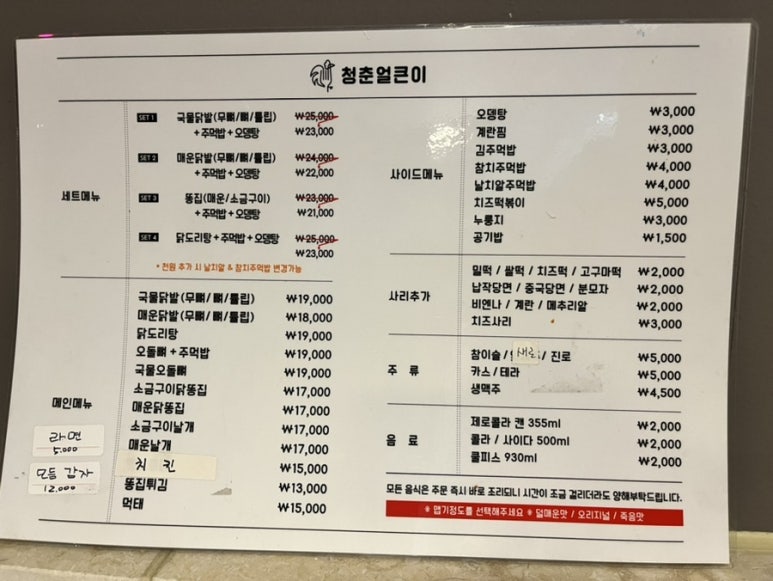 청춘얼큰이
세트메뉴
SET 1 국물닭발(무뼈/뼈/튤립) ₩25,000
+주먹밥+오뎅탕 ₩23,000
SET 2 매운닭발(무뼈/뼈/튤립) ₩24,000
+주먹밥+오뎅탕 ₩22,000
SET 3 똥집(매운/소금구이) ₩23,000
+주먹밥+오뎅탕 ₩21,000
SET 4 닭도리탕+주먹밥+오뎅탕 ₩25,000
₩23,000
* 천원 추가 시 날치알 & 참치주먹밥 변경가능
메인메뉴
국물닭발(무뼈/뼈/튤립) ₩19,000
매운닭발(무뼈/뼈/튤립) ₩18,000
닭도리탕 ₩19,000
오돌뼈+주먹밥 ₩19,000
국물오돌뼈 ₩19,000
소금구이닭똥집 ₩17,000
매운닭똥집 ₩17,000
소금구이날개 ₩17,000
매운날개 ₩17,000
치킨 ₩15,000
똥집튀김 ₩13,000
먹태 ₩15,000
라면
5.000
모듬 감자
12.000
사이드메뉴
오뎅탕 ₩3,000
계란찜 ₩3,000
김주먹밥 ₩3,000
참치주먹밥 ₩4,000
날치알주먹밥 ₩4,000
치즈떡볶이 ₩5,000
누룽지 ₩3,000
공기밥 ₩1,500
사리추가
밀떡 / 쌀떡 / 치즈떡 / 고구마떡 ₩2,000
납작당면 / 중국당면 / 분모자 ₩2,000
비엔나 / 계란 / 메추리알 ₩2,000
치즈사리 ₩3,000
주 류
참이슬 / 새로 / 진로 ₩5,000
카스 / 테라 ₩5,000
생맥주 ₩4,500
음 료
제로콜라 캔 355ml ₩2,000
콜라 / 사이다 500ml ₩2,000
쿨피스 930ml ₩2,000
모든 음식은 주문 즉시 바로 조리되니 시간이 조금 걸리더라도 양해부탁드립니다.
* 맵기정도를 선택해주세요 * 덜매운맛 / 오리지널 / 죽음맛